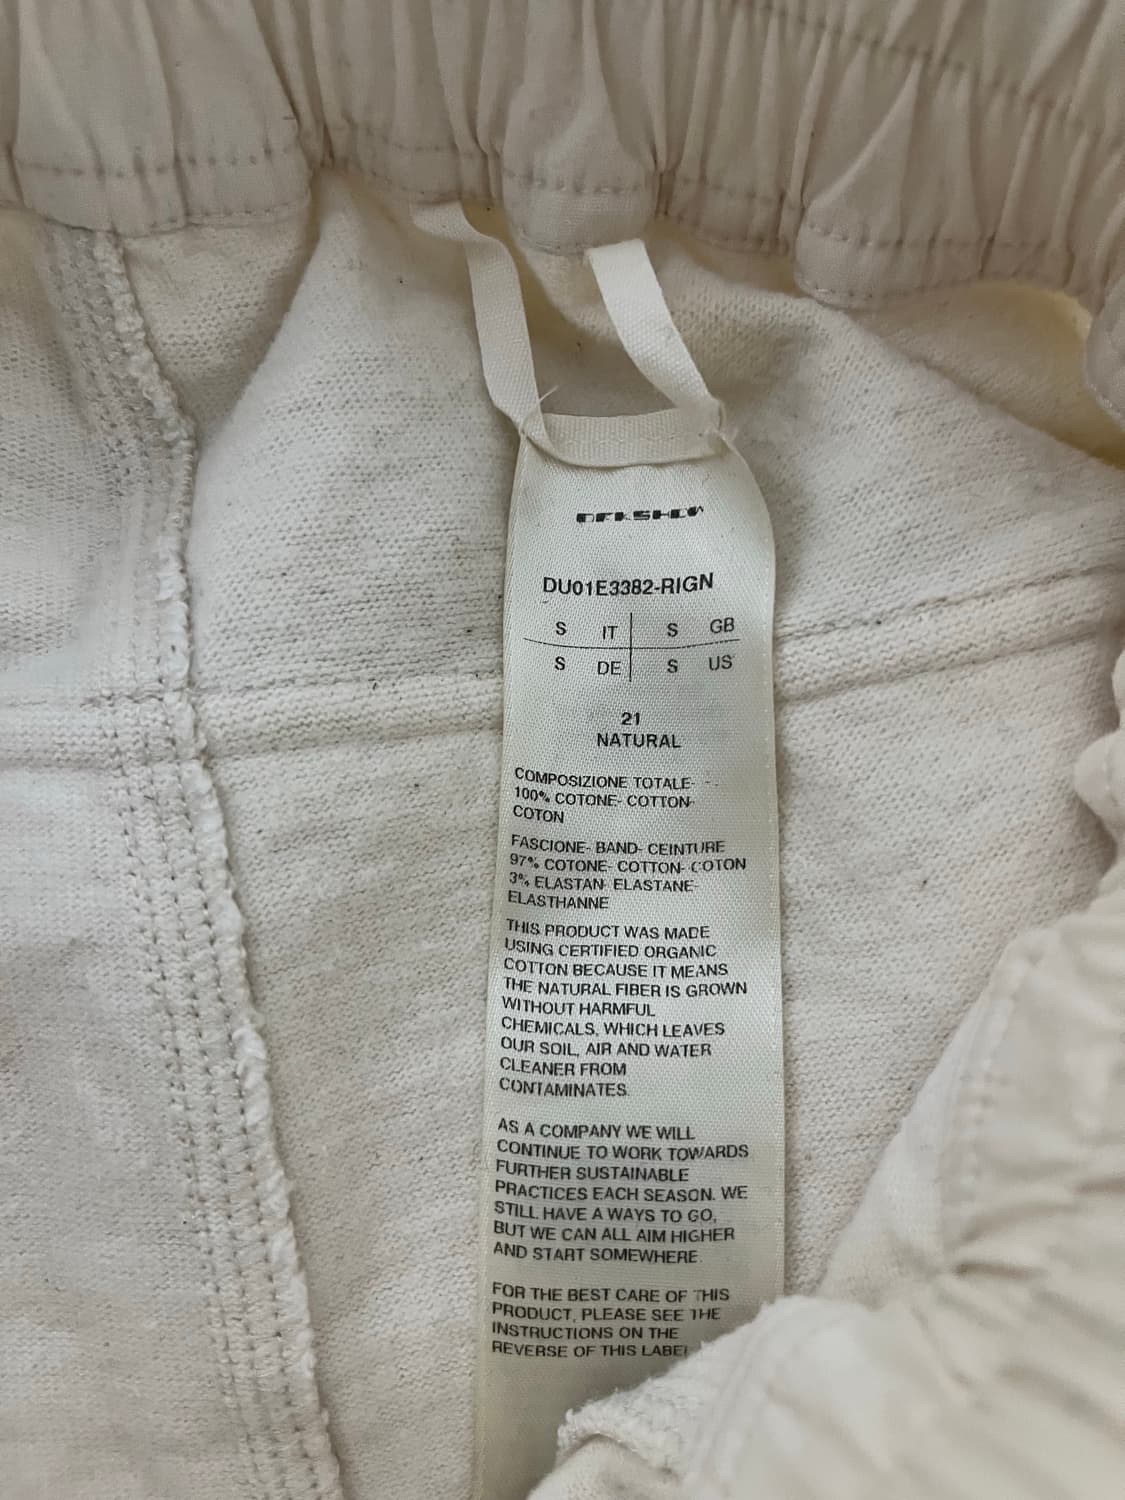 DRKSHDW
DU01E3382-RIGN
S IT S GB
S DE S US
21
NATURAL
COMPOSIZIONE TOTALE-
100% COTONE- COTTON-
COTON
FASCIONE- BAND- CEINTURE
97% COTONE- COTTON- COTON
3% ELASTAN- ELASTANE-
ELASTHANNE
THIS PRODUCT WAS MADE
USING CERTIFIED ORGANIC
COTTON BECAUSE IT MEANS
THE NATURAL FIBER IS GROWN
WITHOUT HARMFUL
CHEMICALS, WHICH LEAVES
OUR SOIL, AIR AND WATER
CLEANER FROM
CONTAMINATES.
AS A COMPANY WE WILL
CONTINUE TO WORK TOWARDS
FURTHER SUSTAINABLE
PRACTICES EACH SEASON. WE
STILL HAVE A WAYS TO GO,
BUT WE CAN ALL AIM HIGHER
AND START SOMEWHERE.
FOR THE BEST CARE OF THIS
PRODUCT, PLEASE SEE THE
INSTRUCTIONS ON THE
REVERSE OF THIS LABEL